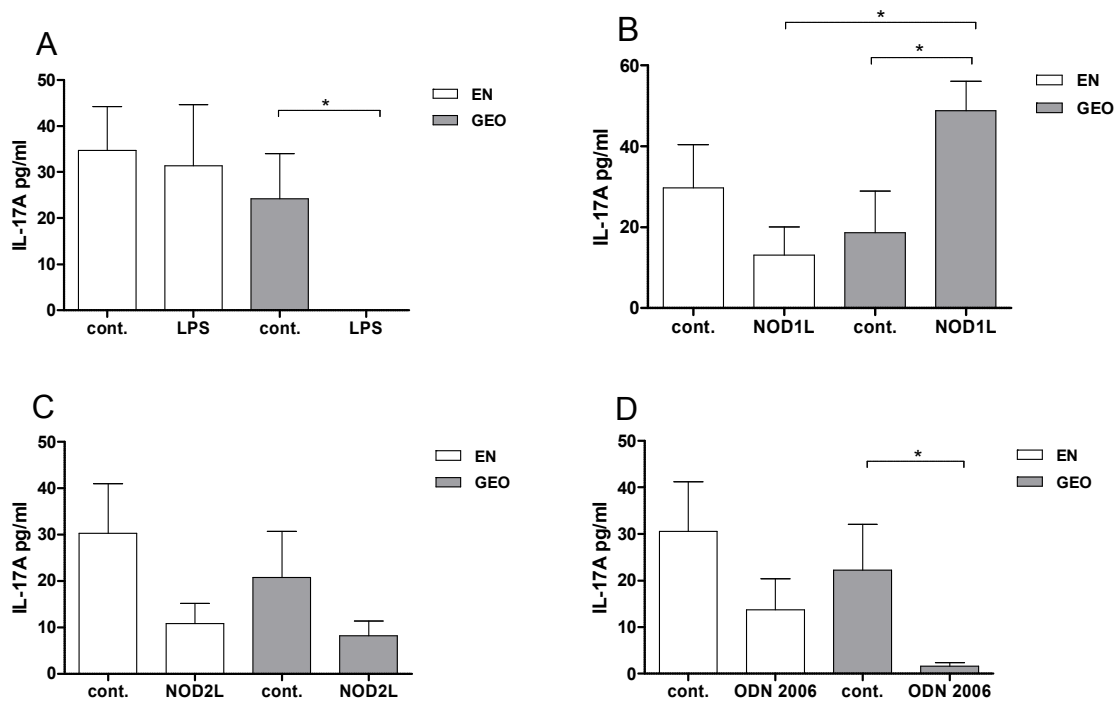 A
IL-17A pg/ml
50
40
30
20
10
0
cont.
LPS
cont.
LPS
*
EN
GEO
B
IL-17A pg/ml
60
40
20
0
cont.
NOD1L
cont.
NOD1L
*
*
EN
GEO
C
IL-17A pg/ml
50
40
30
20
10
0
cont.
NOD2L
cont.
NOD2L
EN
GEO
D
IL-17A pg/ml
50
40
30
20
10
0
cont.
ODN 2006
cont.
ODN 2006
*
EN
GEO